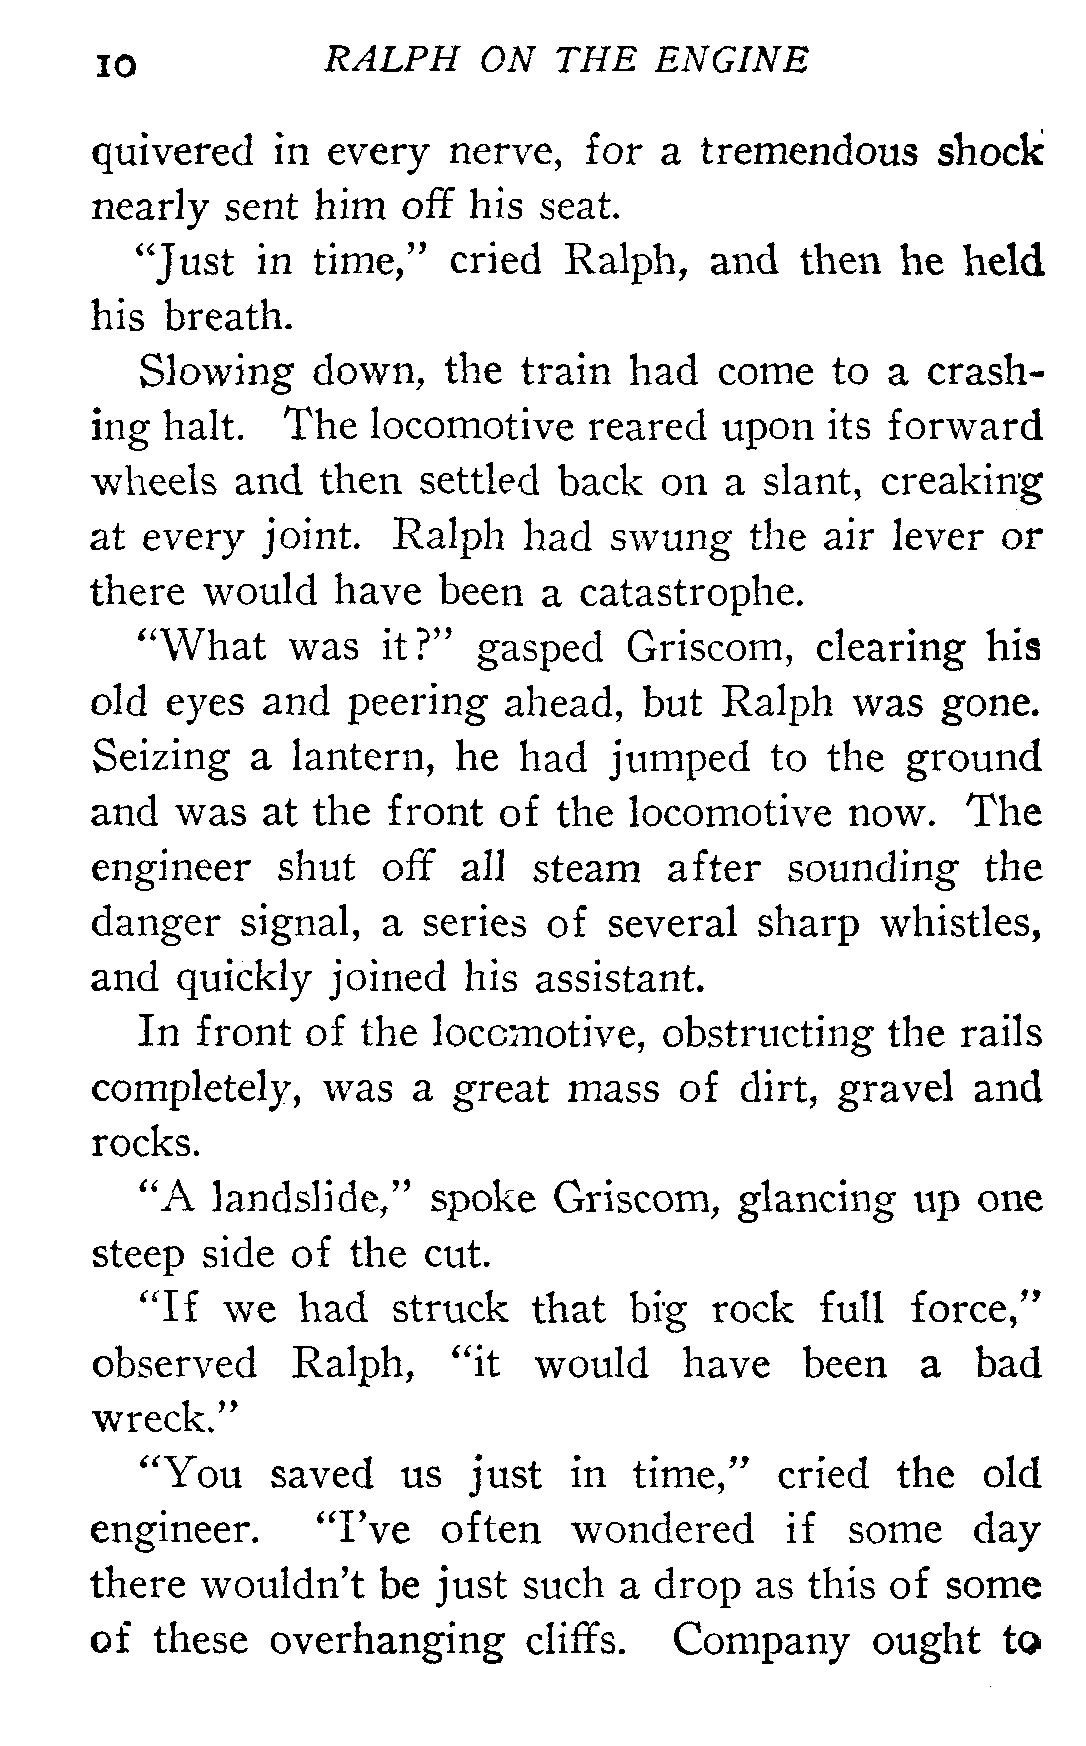 10 RALPH ON THE ENGINE
quivered in every nerve, for a tremendous shock
nearly sent him off his seat.
“Just in time,” cried Ralph, and then he held
his breath.
Slowing down, the train had come to a crash-
ing halt. The locomotive reared upon its forward
wheels and then settled back on a slant, creaking
at every joint. Ralph had swung the air lever or
there would have been a catastrophe.
“What was it?” gasped Griscom, clearing his
old eyes and peering ahead, but Ralph was gone.
Seizing a lantern, he had jumped to the ground
and was at the front of the locomotive now. The
engineer shut off all steam after sounding the
danger signal, a series of several sharp whistles,
and quickly joined his assistant.
In front of the locomotive, obstructing the rails
completely, was a great mass of dirt, gravel and
rocks.
“A landslide,” spoke Griscom, glancing up one
steep side of the cut.
“If we had struck that big rock full force,”
observed Ralph, “it would have been a bad
wreck.”
“You saved us just in time,” cried the old
engineer. “I’ve often wondered if some day
there wouldn’t be just such a drop as this of some
of these overhanging cliffs. Company ought to